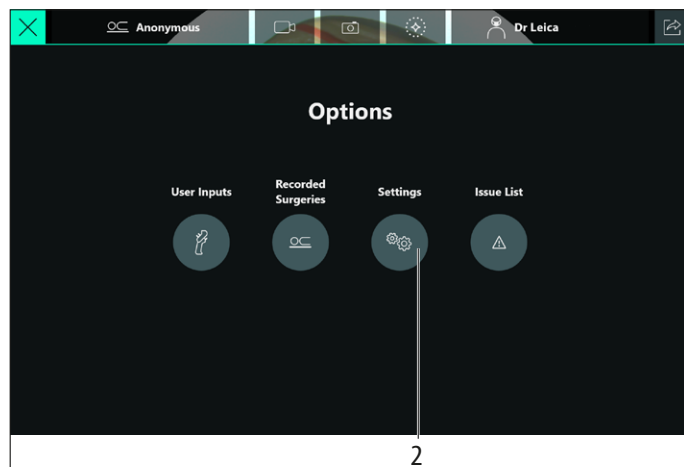 Anonymous
Dr Leica
Options
User Inputs
Recorded
Surgeries
Settings
Issue List
2